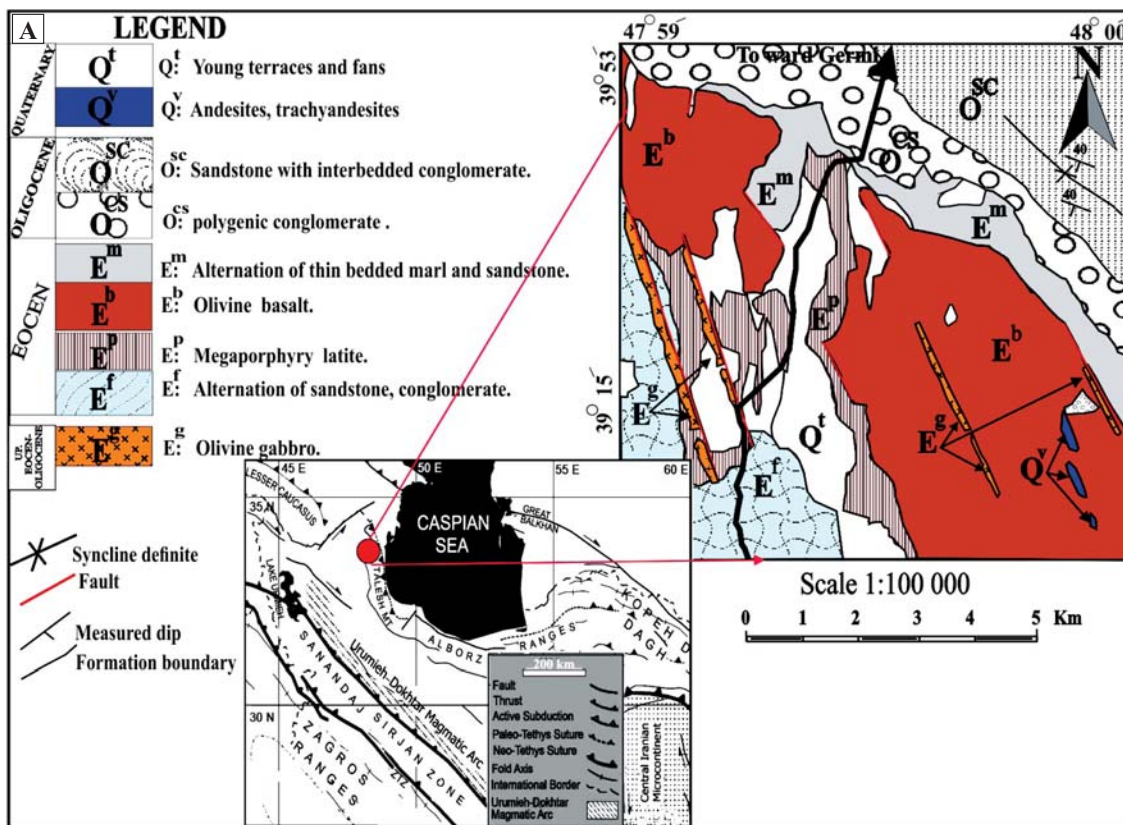 A
LEGEND
QUATERNARY
Q^t
Q:^t Young terraces and fans
Q^v
Q:^v Andesites, trachyandesites
OLIGOCENE
O^SC
O:^sc Sandstone with interbedded conglomerate.
O^CS
O:^cs polygenic conglomerate .
EOCEN
E^m
E:^m Alternation of thin bedded marl and sandstone.
E^b
E:^b Olivine basalt.
E^p
E:^p Megaporphyry latite.
E^f
E:^f Alternation of sandstone, conglomerate.
UP. EOCEN-OLIGOCENE
E^g
E:^g Olivine gabbro.
Syncline definite
Fault
Measured dip
Formation boundary
47° 59
48° 00
39° 53
39° 15
To ward Germi
N
O^SC
40
40
O^CS
E^b
E^m
E^m
E^p
E^b
E^g
Q^t
E^g
Q^v
E^f
Scale 1:100 000
0 1 2 3 4 5 Km
45 E
50 E
55 E
60 E
35 N
30 N
LESSER CAUCASUS
CASPIAN SEA
GREAT BALKHAN
TALESH MT.
ALBORZ RANGES
KOPEH DAGH
Urumieh-Dokhtar Magmatic Arc
SANANDAJ SIRJAN ZONE
ZAGROS RANGES
ZTZ
Central Iranian Microcontinent
200 km
Fault
Thrust
Active Subduction
Paleo-Tethys Suture
Neo-Tethys Suture
Fold Axis
International Border
Urumieh-Dokhtar
Magmatic Arc